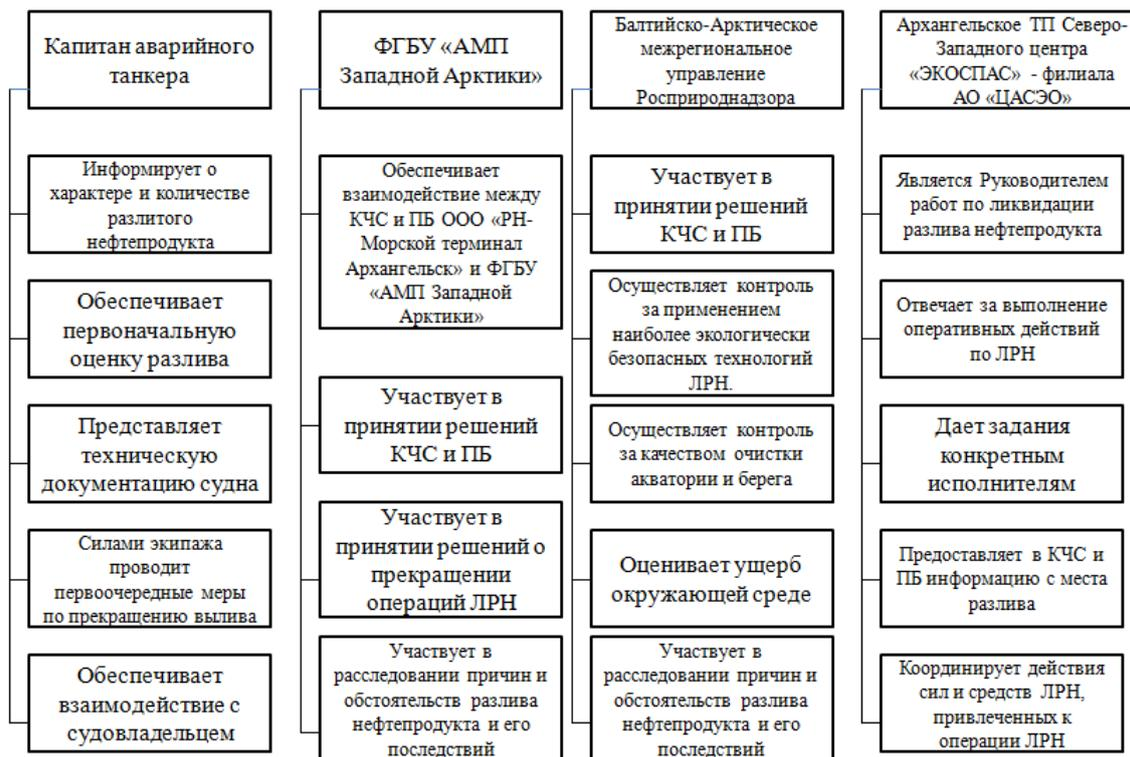 Капитан аварийного
танкера
Информирует о
характере и количестве
разлитого
нефтепродукта
Обеспечивает
первоначальную
оценку разлива
Представляет
техническую
документацию судна
Силами экипажа
проводит
первоочередные меры
по прекращению вылива
Обеспечивает
взаимодействие с
судовладельцем
ФГБУ «АМП
Западной Арктики»
Обеспечивает
взаимодействие между
КЧС и ПБ ООО «РН-
Морской терминал
Архангельск» и ФГБУ
«АМП Западной
Арктики»
Участвует в
принятии решений
КЧС и ПБ
Участвует в
принятии решений о
прекращении
операций ЛРН
Участвует в
расследовании причин и
обстоятельств разлива
нефтепродукта и его
последствий
Балтийско-Арктическое
межрегиональное
управление
Росприроднадзора
Участвует в
принятии решений
КЧС и ПБ
Осуществляет контроль
за применением
наиболее экологически
безопасных технологий
ЛРН.
Осуществляет контроль
за качеством очистки
акватории и берега
Оценивает ущерб
окружающей среде
Участвует в
расследовании причин и
обстоятельств разлива
нефтепродукта и его
последствий
Архангельское ТП Северо-
Западного центра
«ЭКОСПАС» - филиала
АО «ЦАСЭО»
Является Руководителем
работ по ликвидации
разлива нефтепродукта
Отвечает за выполнение
оперативных действий
по ЛРН
Дает задания
конкретным
исполнителям
Предоставляет в КЧС и
ПБ информацию с места
разлива
Координирует действия
сил и средств ЛРН,
привлеченных к
операции ЛРН